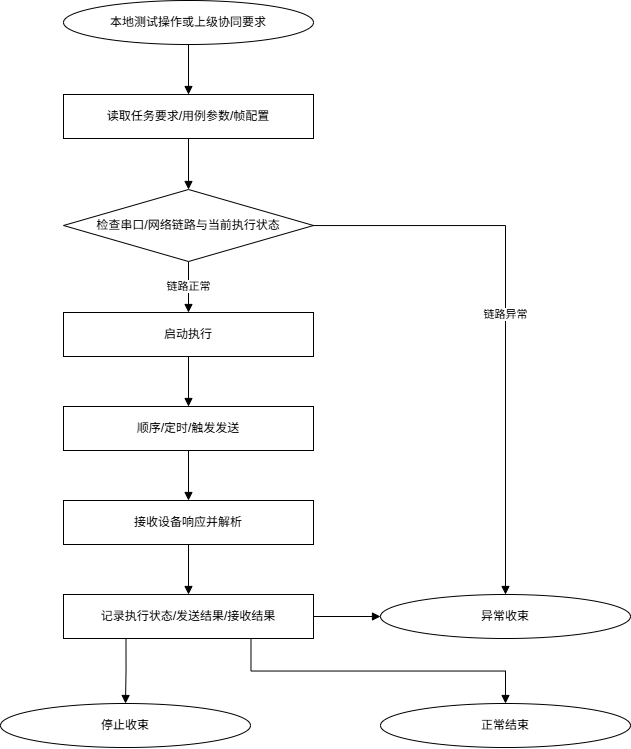 本地测试操作或上级协同要求
读取任务要求/用例参数/帧配置
检查串口/网络链路与当前执行状态
链路正常
链路异常
启动执行
顺序/定时/触发发送
接收设备响应并解析
记录执行状态/发送结果/接收结果
异常收束
停止收束
正常结束